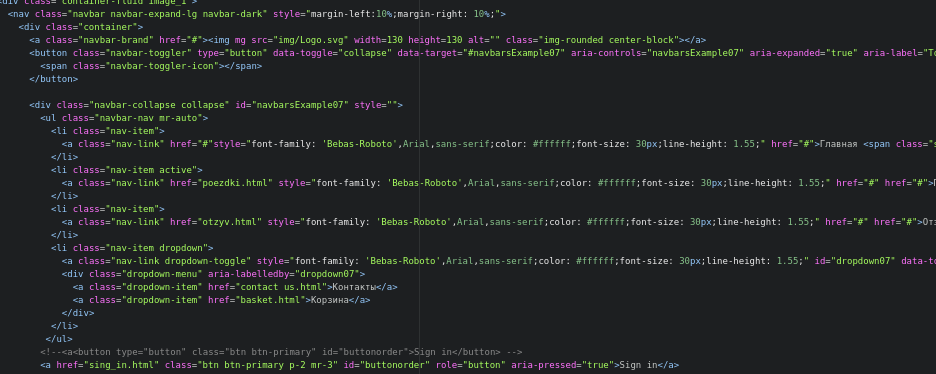 <div class="container-fluid image_1">
<nav class="navbar navbar-expand-lg navbar-dark" style="margin-left:10%;margin-right: 10%;">
<div class="container">
<a class="navbar-brand" href="#"><img mg src="img/Logo.svg" width=130 height=130 alt="" class="img-rounded center-block"></a>
<button class="navbar-toggler" type="button" data-toggle="collapse" data-target="#navbarsExample07" aria-controls="navbarsExample07" aria-expanded="true" aria-label="To
<span class="navbar-toggler-icon"></span>
</button>
<div class="navbar-collapse collapse" id="navbarsExample07" style="">
<ul class="navbar-nav mr-auto">
<li class="nav-item">
<a class="nav-link" href="#"style="font-family: 'Bebas-Roboto',Arial,sans-serif;color: #ffffff;font-size: 30px;line-height: 1.55;" href="#">Главная <span class="s
</li>
<li class="nav-item active">
<a class="nav-link" href="poezdki.html" style="font-family: 'Bebas-Roboto',Arial,sans-serif;color: #ffffff;font-size: 30px;line-height: 1.55;" href="#" href="#">П
</li>
<li class="nav-item">
<a class="nav-link" href="otzyv.html" style="font-family: 'Bebas-Roboto',Arial,sans-serif;color: #ffffff;font-size: 30px;line-height: 1.55;" href="#" href="#">От
</li>
<li class="nav-item dropdown">
<a class="nav-link dropdown-toggle" style="font-family: 'Bebas-Roboto',Arial,sans-serif;color: #ffffff;font-size: 30px;line-height: 1.55;" id="dropdown07" data-to
<div class="dropdown-menu" aria-labelledby="dropdown07">
<a class="dropdown-item" href="contact us.html">Контакты</a>
<a class="dropdown-item" href="basket.html">Корзина</a>
</div>
</li>
</ul>
<!--<a<button type="button" class="btn btn-primary" id="buttonorder">Sign in</button> -->
<a href="sing_in.html" class="btn btn-primary p-2 mr-3" id="buttonorder" role="button" aria-pressed="true">Sign in</a>